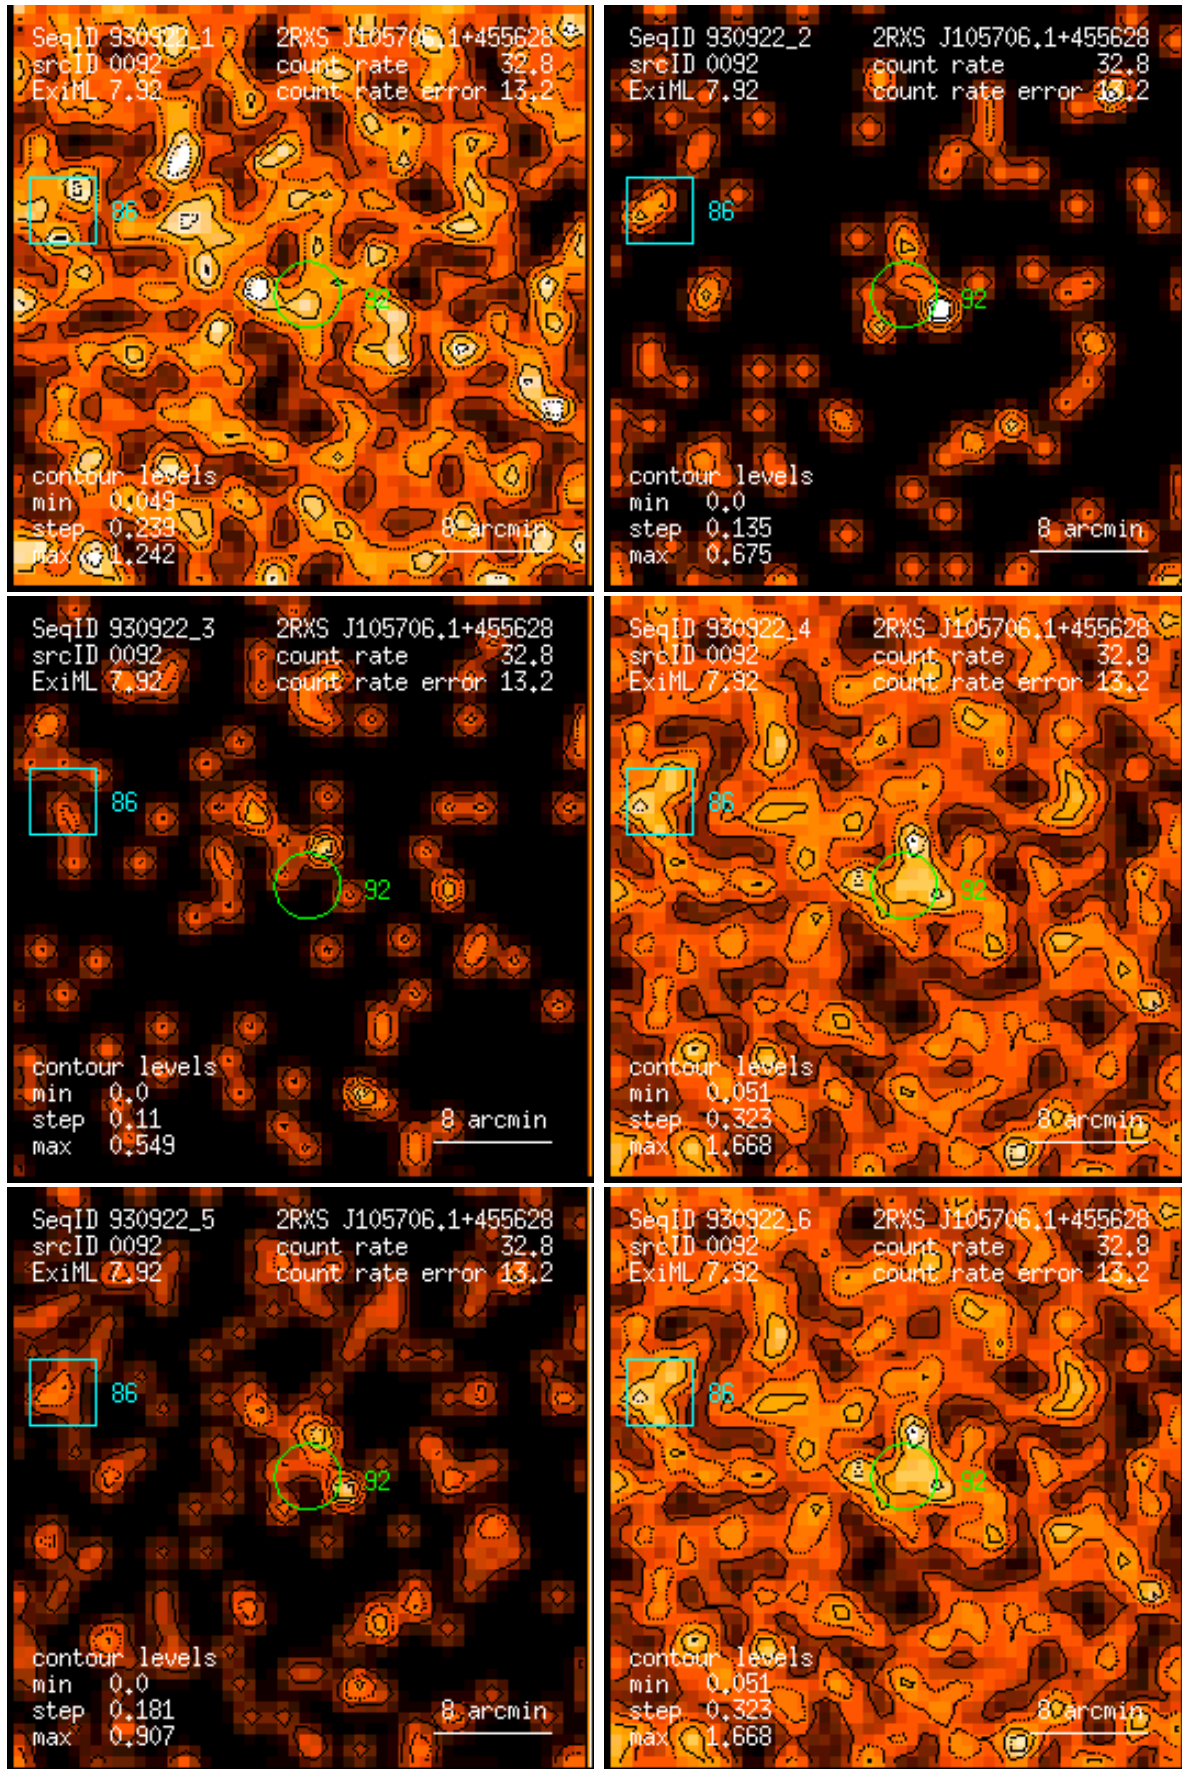 SeqID 930922_1 2RXS J105706.1+455628
srcID 0092 count rate 32.8
ExiML 7.92 count rate error 13.2
86
92
contour levels
min 0.049
step 0.239 8 arcmin
max 1.242
SeqID 930922_2 2RXS J105706.1+455628
srcID 0092 count rate 32.8
ExiML 7.92 count rate error 13.2
86
92
contour levels
min 0.0
step 0.135 8 arcmin
max 0.675
SeqID 930922_3 2RXS J105706.1+455628
srcID 0092 count rate 32.8
ExiML 7.92 count rate error 13.2
86
92
contour levels
min 0.0
step 0.11 8 arcmin
max 0.549
SeqID 930922_4 2RXS J105706.1+455628
srcID 0092 count rate 32.8
ExiML 7.92 count rate error 13.2
86
92
contour levels
min 0.051
step 0.323 8 arcmin
max 1.668
SeqID 930922_5 2RXS J105706.1+455628
srcID 0092 count rate 32.8
ExiML 7.92 count rate error 13.2
86
92
contour levels
min 0.0
step 0.181 8 arcmin
max 0.907
SeqID 930922_6 2RXS J105706.1+455628
srcID 0092 count rate 32.8
ExiML 7.92 count rate error 13.2
86
92
contour levels
min 0.051
step 0.323 8 arcmin
max 1.668